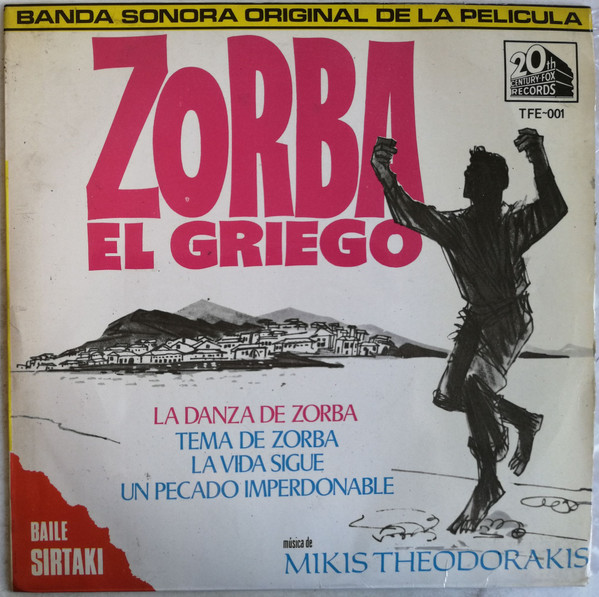 BANDA SONORA ORIGINAL DE LA PELICULA
ZORBA
EL GRIEGO
20th
CENTURY-FOX
RECORDS
TFE-001
LA DANZA DE ZORBA
TEMA DE ZORBA
LA VIDA SIGUE
UN PECADO IMPERDONABLE
BAILE
SIRTAKI
música de
MIKIS THEODORAKIS